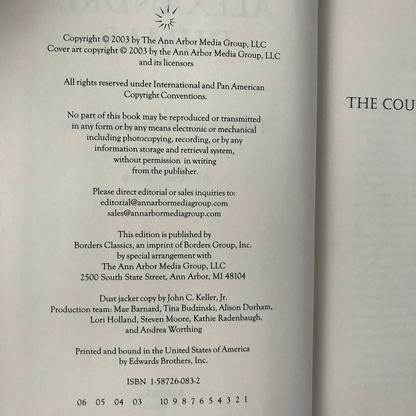 Copyright © 2003 by The Ann Arbor Media Group, LLC
Cover art copyright © 2003 by the Ann Arbor Media Group, LLC
and its licensors
All rights reserved under International and Pan American
Copyright Conventions.
No part of this book may be reproduced or transmitted
in any form or by any means electronic or mechanical
including photocopying, recording, or by any
information storage and retrieval system,
without permission in writing
from the publisher.
Please direct editorial or sales inquiries to:
editorial@annarbormediagroup.com
sales@annarbormediagroup.com
This edition is published by
Borders Classics, an imprint of Borders Group, Inc.
by special arrangement with
The Ann Arbor Media Group, LLC
2500 South State Street, Ann Arbor, MI 48104
Dust jacket copy by John C. Keller, Jr.
Production team: Mae Barnard, Tina Budzinski, Alison Durham,
Lori Holland, Steven Moore, Kathie Radenbaugh,
and Andrea Worthing
Printed and bound in the United States of America
by Edwards Brothers, Inc.
ISBN 1-58726-083-2
06 05 04 03 10 9 8 7 6 5 4 3 2 1
THE COU